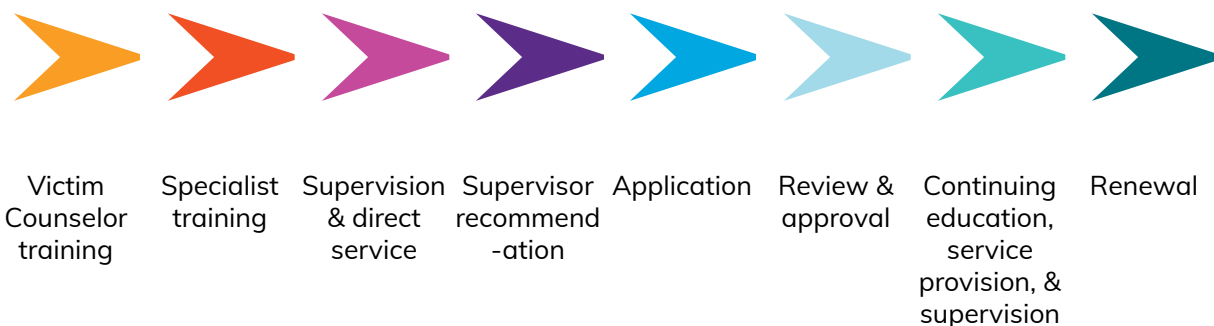 Victim
Counselor
training
Specialist
training
Supervision
& direct
service
Supervisor
recommend
-ation
Application
Review &
approval
Continuing
education,
service
provision, &
supervision
Renewal